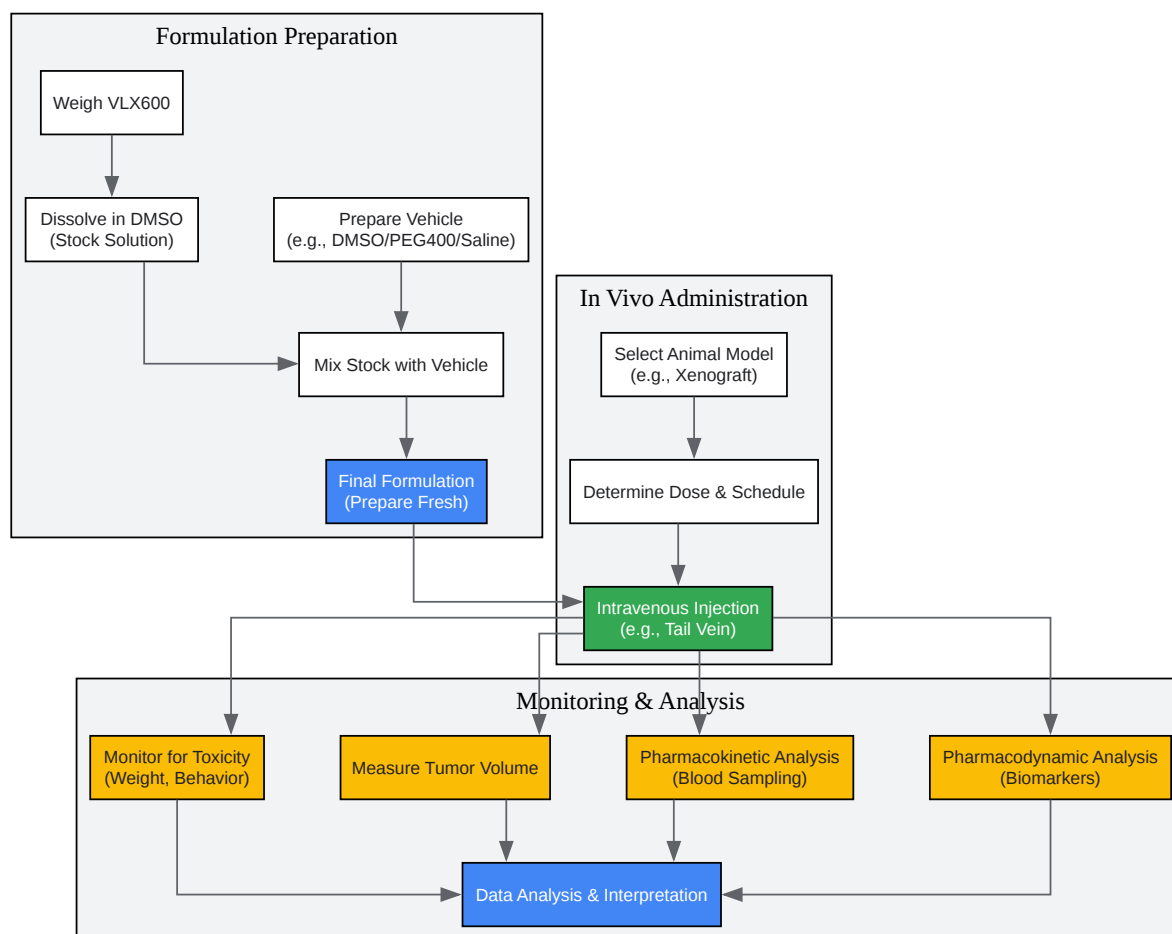 Formulation Preparation
Weigh VLX600
Dissolve in DMSO
(Stock Solution)
Prepare Vehicle
(e.g., DMSO/PEG400/Saline)
Mix Stock with Vehicle
Final Formulation
(Prepare Fresh)
In Vivo Administration
Select Animal Model
(e.g., Xenograft)
Determine Dose & Schedule
Intravenous Injection
(e.g., Tail Vein)
Monitoring & Analysis
Monitor for Toxicity
(Weight, Behavior)
Measure Tumor Volume
Pharmacokinetic Analysis
(Blood Sampling)
Pharmacodynamic Analysis
(Biomarkers)
Data Analysis & Interpretation